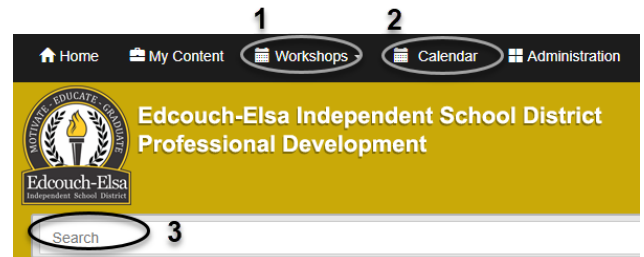 1 2
Home My Content Workshops Calendar Administration
MOTIVATE - EDUCATE - GRADUATE
Edcouch-Elsa Independent School District
Professional Development
Edcouch-Elsa
Independent School District
Search 3